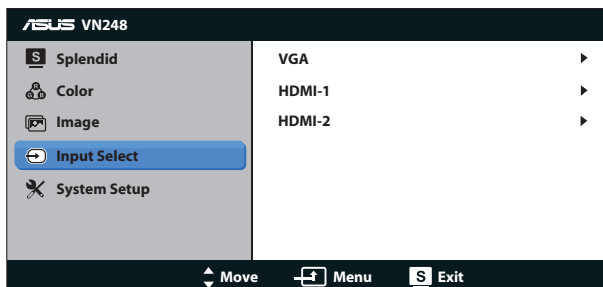 ASUS VN248
S Splendid
Color
Image
Input Select
System Setup
VGA
HDMI-1
HDMI-2
Move Menu S Exit